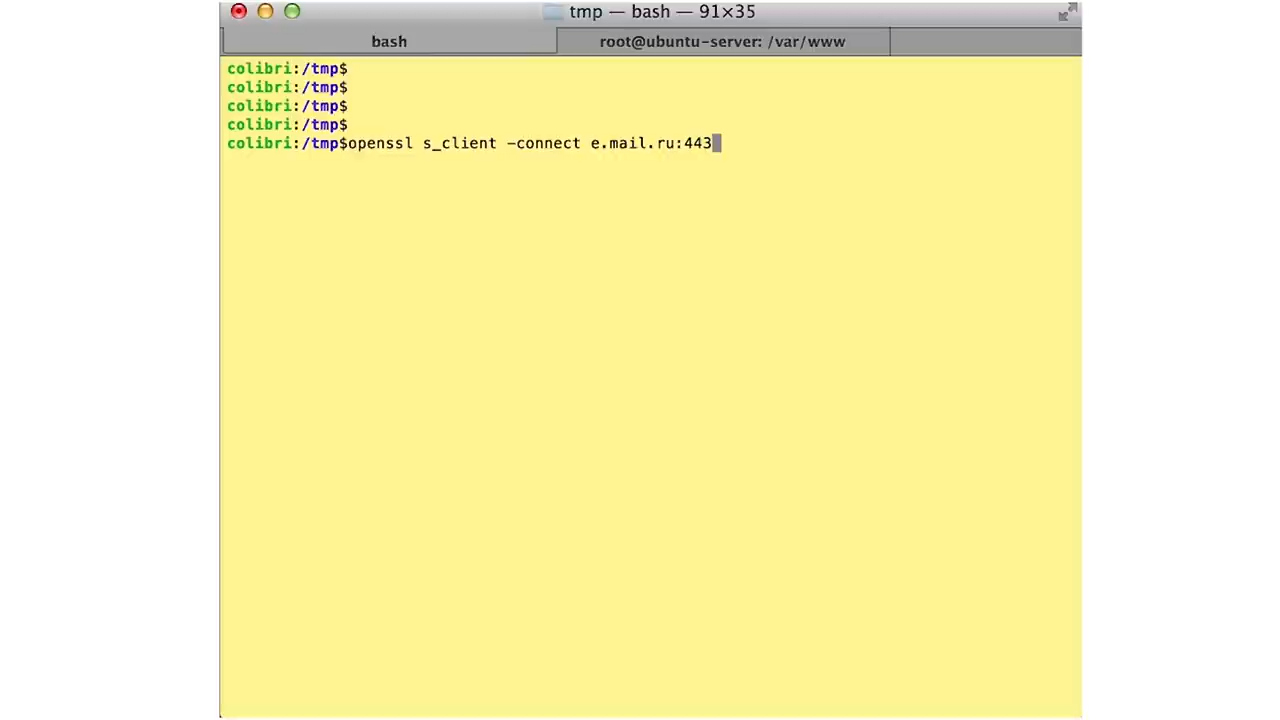 tmp — bash — 91×35
bash
root@ubuntu-server: /var/www
colibri:/tmp$
colibri:/tmp$
colibri:/tmp$
colibri:/tmp$
colibri:/tmp$openssl s_client -connect e.mail.ru:443